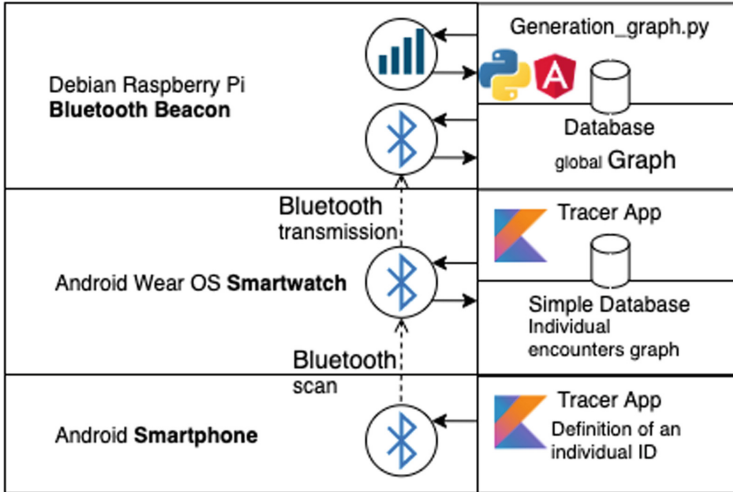 Debian Raspberry Pi
Bluetooth Beacon
Generation_graph.py
A
Database
global Graph
Bluetooth
transmission
Android Wear OS Smartwatch
Tracer App
Simple Database
Individual
encounters graph
Bluetooth
scan
Android Smartphone
Tracer App
Definition of an
individual ID